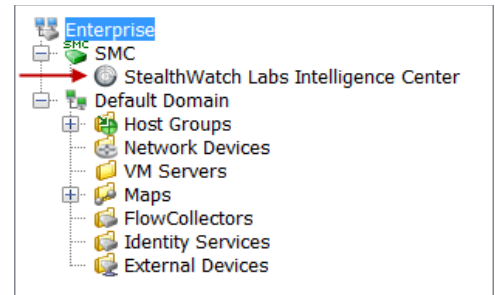 Enterprise
SMC
SMC
StealthWatch Labs Intelligence Center
Default Domain
Host Groups
Network Devices
VM Servers
Maps
FlowCollectors
Identity Services
External Devices